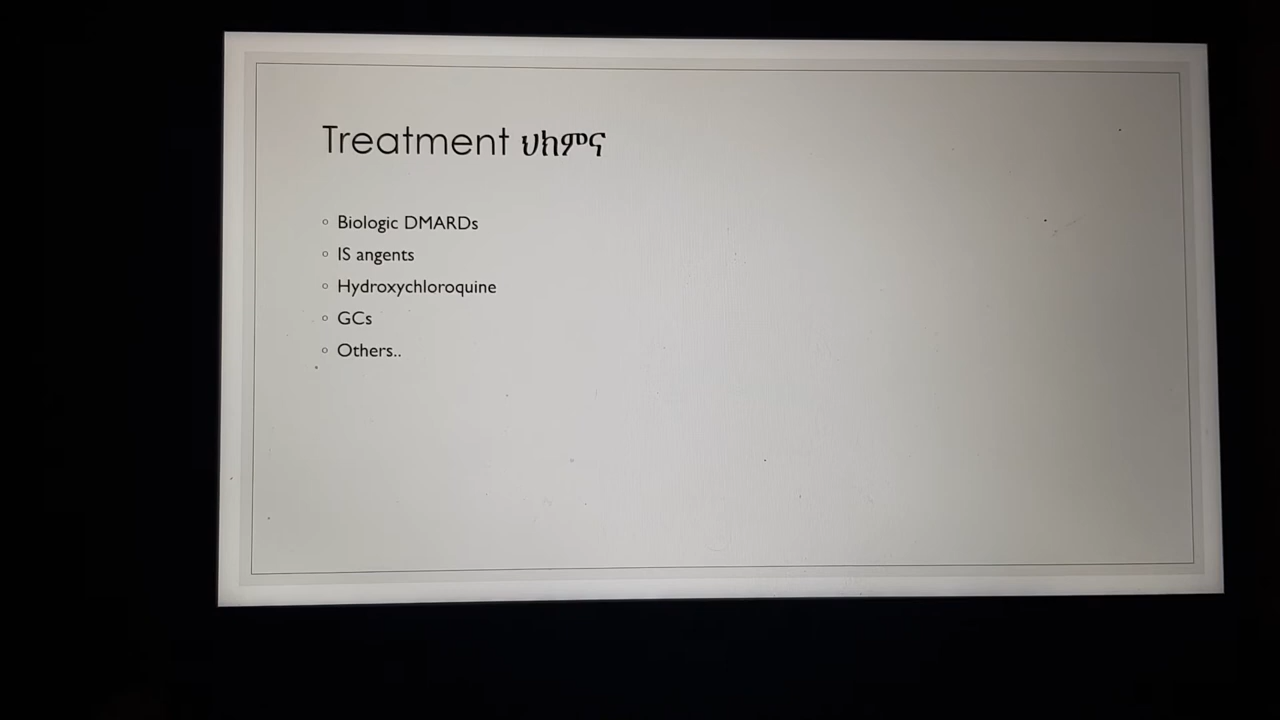 Treatment ህክምና
Biologic DMARDs
IS angents
Hydroxychloroquine
GCs
Others..